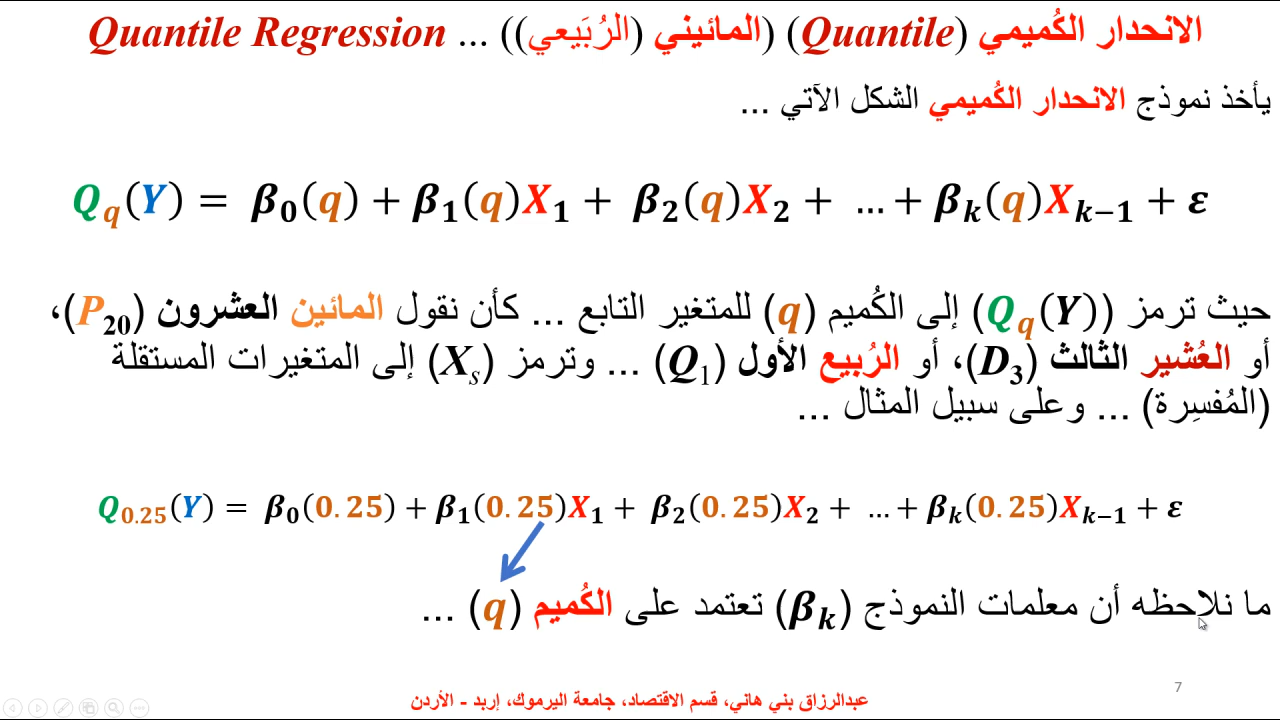 الانحدار الكُميمي (Quantile) (المائيني (الرُبَيعي)) ... Quantile Regression
يأخذ نموذج الانحدار الكُميمي الشكل الآتي ...
Q_q(Y) = β_0(q) + β_1(q)X_1 + β_2(q)X_2 + ... + β_k(q)X_{k−1} + ε
حيث ترمز (Q_q(Y)) إلى الكُميم (q) للمتغير التابع ... كأن نقول المائين العشرون (P_20)،
أو العُشير الثالث (D_3)، أو الرُبيع الأول (Q_1) ... وترمز (X_s) إلى المتغيرات المستقلة
(المُفسِرة) ... وعلى سبيل المثال ...
Q_0.25(Y) = β_0(0.25) + β_1(0.25)X_1 + β_2(0.25)X_2 + ... + β_k(0.25)X_{k−1} + ε
ما نلاحظه أن معلمات النموذج (β_k) تعتمد على الكُميم (q) ...
7
عبدالرزاق بني هاني، قسم الاقتصاد، جامعة اليرموك، إربد - الأردن